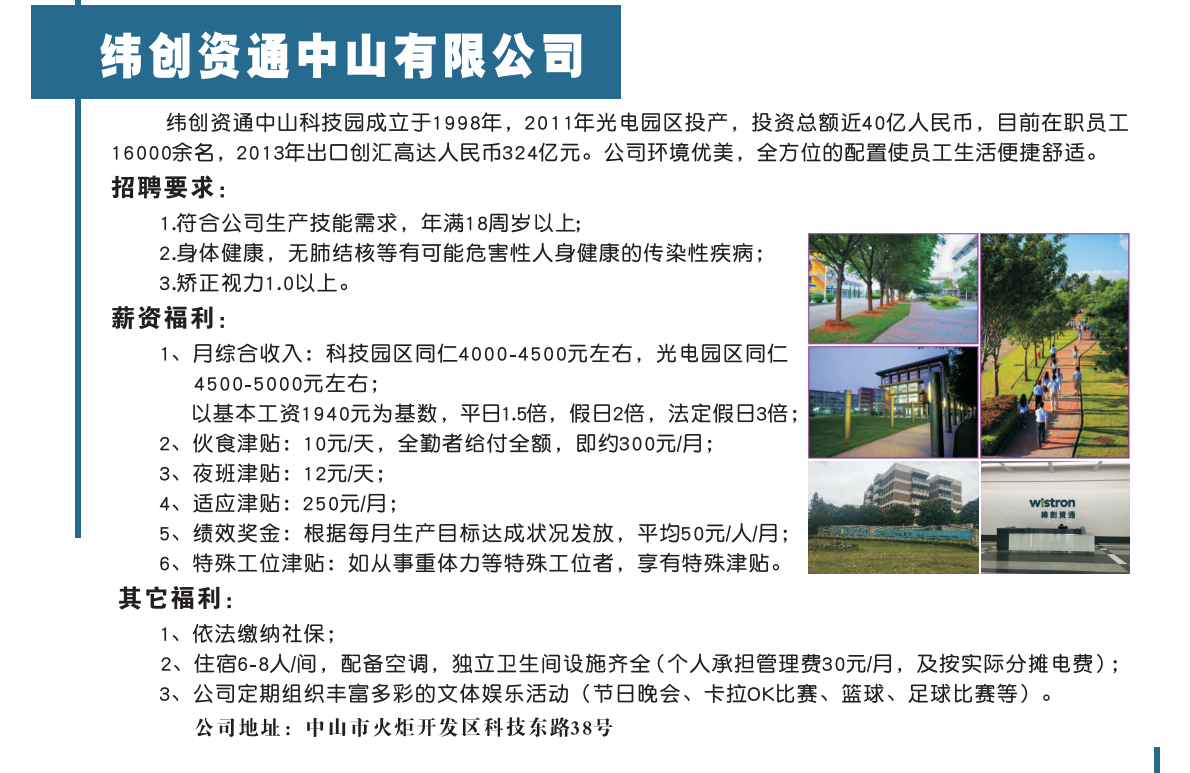 纬创资通中山有限公司
纬创资通中山科技园成立于1998年，2011年光电园区投产，投资总额近40亿人民币，目前在职员工
16000余名，2013年出口创汇高达人民币324亿元。公司环境优美，全方位的配置使员工生活便捷舒适。
招聘要求：
1.符合公司生产技能需求，年满18周岁以上;
2.身体健康，无肺结核等有可能危害性人身健康的传染性疾病；
3.矫正视力1.0以上。
薪资福利：
1、月综合收入：科技园区同仁4000-4500元左右，光电园区同仁
4500-5000元左右；
以基本工资1940元为基数，平日1.5倍，假日2倍，法定假日3倍；
2、伙食津贴：10元/天，全勤者给付全额，即约300元/月；
3、夜班津贴：12元/天；
4、适应津贴：250元/月；
5、绩效奖金：根据每月生产目标达成状况发放，平均50元/人/月；
6、特殊工位津贴：如从事重体力等特殊工位者，享有特殊津贴。
wistron
緯創資通
其它福利：
1、依法缴纳社保；
2、住宿6-8人/间，配备空调，独立卫生间设施齐全（个人承担管理费30元/月，及按实际分摊电费）；
3、公司定期组织丰富多彩的文体娱乐活动（节日晚会、卡拉OK比赛、篮球、足球比赛等）。
公司地址：中山市火炬开发区科技东路38号